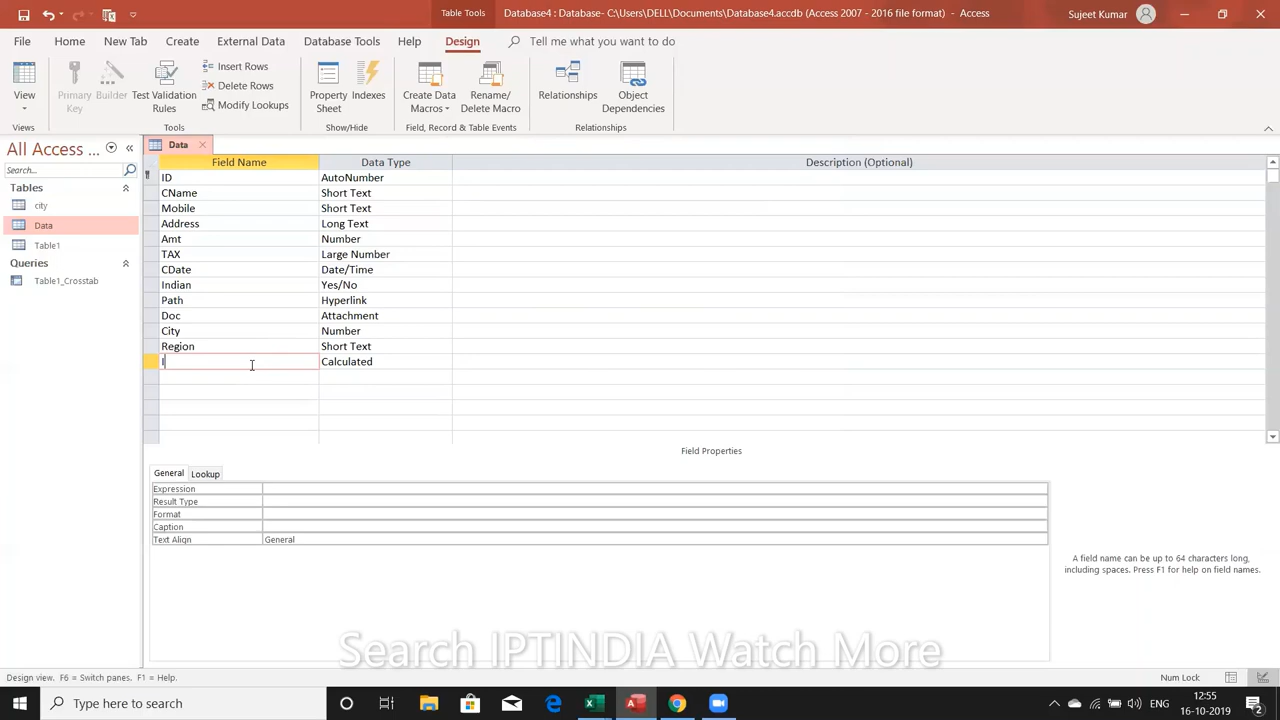 Table Tools
Database4 : Database- C:\Users\DELL\Documents\Database4.accdb (Access 2007 - 2016 file format) - Access
Sujeet Kumar
File
Home
New Tab
Create
External Data
Database Tools
Help
Design
Tell me what you want to do
View
Primary Key
Builder
Test Validation Rules
Insert Rows
Delete Rows
Modify Lookups
Property Sheet
Indexes
Create Data Macros
Rename/ Delete Macro
Relationships
Object Dependencies
Views
Tools
Show/Hide
Field, Record & Table Events
Relationships
All Access ...
Search...
Tables
city
Data
Table1
Queries
Table1_Crosstab
Data
Field Name Data Type Description (Optional)
ID AutoNumber
CName Short Text
Mobile Short Text
Address Long Text
Amt Number
TAX Large Number
CDate Date/Time
Indian Yes/No
Path Hyperlink
Doc Attachment
City Number
Region Short Text
I Calculated
Field Properties
General Lookup
Expression
Result Type
Format
Caption
Text Align General
A field name can be up to 64 characters long,
including spaces. Press F1 for help on field names.
Search IPTINDIA Watch More
Design view. F6 = Switch panes. F1 = Help.
Num Lock
Type here to search
ENG
12:55
16-10-2019
2